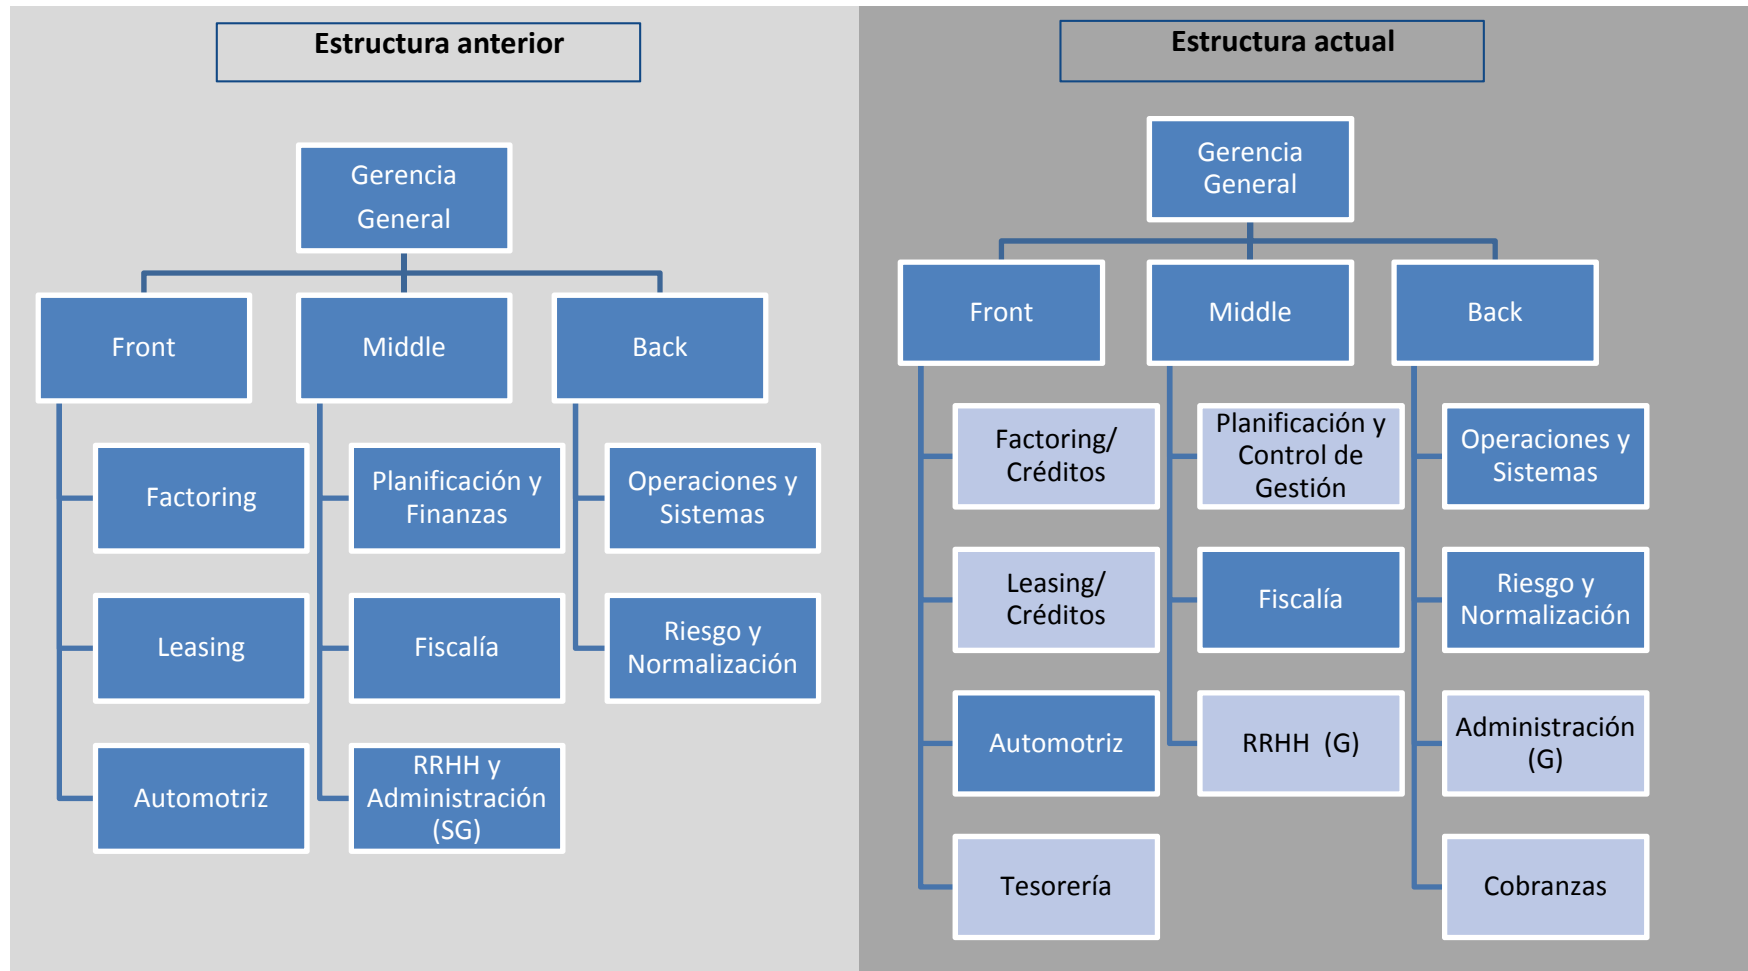 Estructura anterior
Gerencia
General
Front
Middle
Back
Factoring
Planificación y
Finanzas
Operaciones y
Sistemas
Leasing
Fiscalía
Riesgo y
Normalización
Automotriz
RRHH y
Administración
(SG)
Estructura actual
Gerencia
General
Front
Middle
Back
Factoring/
Créditos
Planificación y
Control de
Gestión
Operaciones y
Sistemas
Leasing/
Créditos
Fiscalía
Riesgo y
Normalización
Automotriz
RRHH (G)
Administración
(G)
Tesorería
Cobranzas